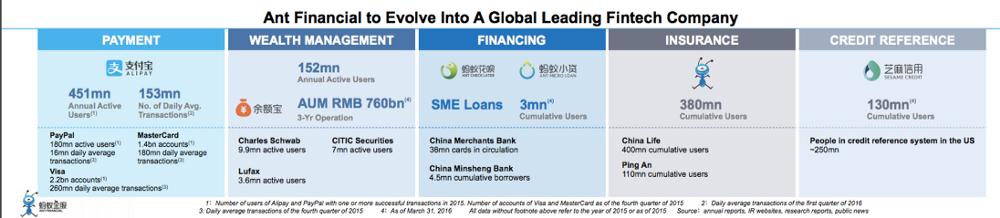 Ant Financial to Evolve Into A Global Leading Fintech Company
PAYMENT
支付宝
ALIPAY
451mn
Annual Active
Users(1)
153mn
No. of Daily Avg.
Transactions(2)
PayPal
180mn active users(1)
16mn daily average
transactions(3)
MasterCard
1.4bn accounts(1)
180mn daily average
transactions(3)
Visa
2.2bn accounts(1)
260mn daily average transactions(3)
WEALTH MANAGEMENT
152mn
Annual Active Users
余额宝
AUM RMB 760bn(4)
3-Yr Operation
Charles Schwab
9.9mn active users
CITIC Securities
7mn active users
Lufax
3.6mn active users
FINANCING
蚂蚁花呗
ANT CHECK LATER
蚂蚁小贷
ANT MICRO LOAN
SME Loans
3mn(4)
Cumulative Users
China Merchants Bank
36mn cards in circulation
China Minsheng Bank
4.5mn cumulative borrowers
INSURANCE
380mn
Cumulative Users
China Life
400mn cumulative users
Ping An
110mn cumulative users
CREDIT REFERENCE
芝麻信用
SESAME CREDIT
130mn(4)
Cumulative Users
People in credit reference system in the US
~250mn
蚂蚁金服
ANT FINANCIAL
1: Number of users of Alipay and PayPal with one or more successful transactions in 2015. Number of accounts of Visa and MasterCard as of the fourth quarter of 2015 2: Daily average transactions of the first quarter of 2016
3: Daily average transactions of the fourth quarter of 2015 4: As of March 31, 2016 All data without footnote above refer to the year of 2015 or as of 2015 Source: annual reports, IR websites, research reports, public news